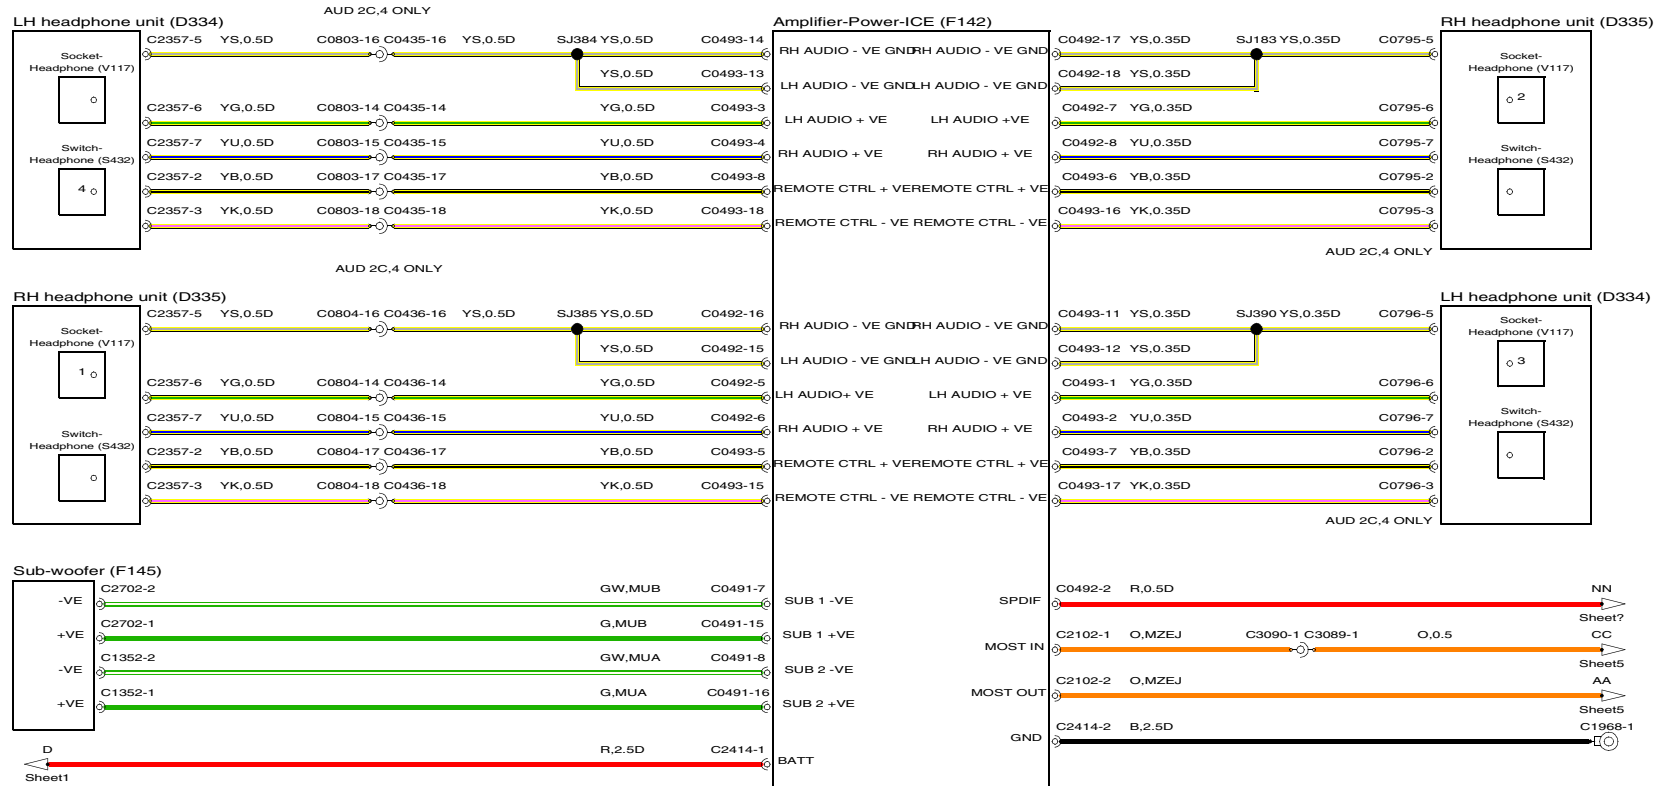 AUD 2C,4 ONLY
LH headphone unit (D334) Amplifier-Power-ICE (F142) RH headphone unit (D335)
C2357-5 YS,0.5D C0803-16 C0435-16 YS,0.5D SJ384 YS,0.5D C0493-14 RH AUDIO - VE GND RH AUDIO - VE GND C0492-17 YS,0.35D SJ183 YS,0.35D C0795-5
Socket-
Headphone (V117)
Socket-
Headphone (V117)
YS,0.5D C0493-13 LH AUDIO - VE GND LH AUDIO - VE GND C0492-18 YS,0.35D
2
C2357-6 YG,0.5D C0803-14 C0435-14 YG,0.5D C0493-3 LH AUDIO + VE LH AUDIO +VE C0492-7 YG,0.35D C0795-6
C2357-7 YU,0.5D C0803-15 C0435-15 YU,0.5D C0493-4 RH AUDIO + VE RH AUDIO + VE C0492-8 YU,0.35D C0795-7
Switch-
Headphone (S432)
Switch-
Headphone (S432)
4
C2357-2 YB,0.5D C0803-17 C0435-17 YB,0.5D C0493-8 REMOTE CTRL + VE REMOTE CTRL + VE C0493-6 YB,0.35D C0795-2
C2357-3 YK,0.5D C0803-18 C0435-18 YK,0.5D C0493-18 REMOTE CTRL - VE REMOTE CTRL - VE C0493-16 YK,0.35D C0795-3
AUD 2C,4 ONLY
AUD 2C,4 ONLY
RH headphone unit (D335) LH headphone unit (D334)
C2357-5 YS,0.5D C0804-16 C0436-16 YS,0.5D SJ385 YS,0.5D C0492-16 RH AUDIO - VE GND RH AUDIO - VE GND C0493-11 YS,0.35D SJ390 YS,0.35D C0796-5
Socket-
Headphone (V117)
Socket-
Headphone (V117)
YS,0.5D C0492-15 LH AUDIO - VE GND LH AUDIO - VE GND C0493-12 YS,0.35D
1
3
C2357-6 YG,0.5D C0804-14 C0436-14 YG,0.5D C0492-5 LH AUDIO+ VE LH AUDIO + VE C0493-1 YG,0.35D C0796-6
C2357-7 YU,0.5D C0804-15 C0436-15 YU,0.5D C0492-6 RH AUDIO + VE RH AUDIO + VE C0493-2 YU,0.35D C0796-7
Switch-
Headphone (S432)
Switch-
Headphone (S432)
C2357-2 YB,0.5D C0804-17 C0436-17 YB,0.5D C0493-5 REMOTE CTRL + VE REMOTE CTRL + VE C0493-7 YB,0.35D C0796-2
C2357-3 YK,0.5D C0804-18 C0436-18 YK,0.5D C0493-15 REMOTE CTRL - VE REMOTE CTRL - VE C0493-17 YK,0.35D C0796-3
AUD 2C,4 ONLY
Sub-woofer (F145)
-VE C2702-2 GW,MUB C0491-7 SUB 1 -VE SPDIF C0492-2 R,0.5D NN
Sheet?
+VE C2702-1 G,MUB C0491-15 SUB 1 +VE MOST IN C2102-1 O,MZEJ C3090-1 C3089-1 O,0.5 CC
Sheet5
-VE C1352-2 GW,MUA C0491-8 SUB 2 -VE MOST OUT C2102-2 O,MZEJ AA
Sheet5
+VE C1352-1 G,MUA C0491-16 SUB 2 +VE
GND C2414-2 B,2.5D C1968-1
D R,2.5D C2414-1 BATT
Sheet1